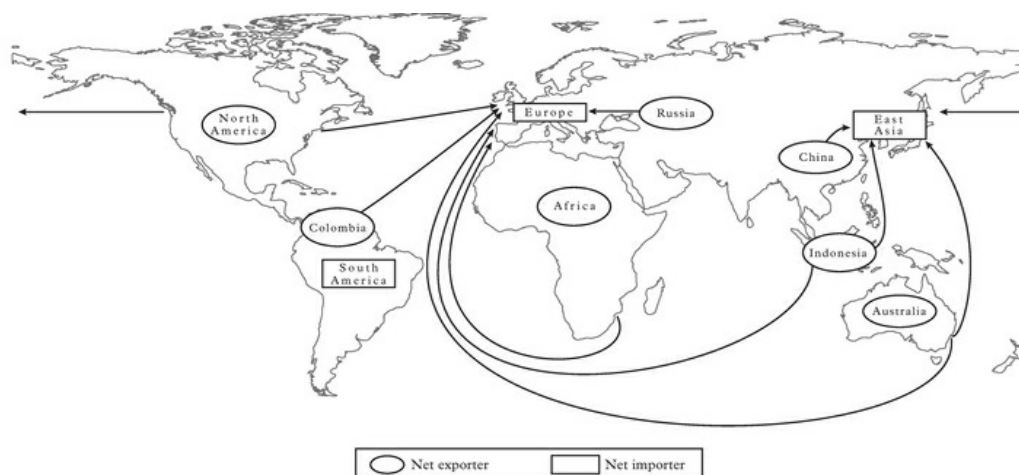 North
America
Europe
Russia
East
Asia
China
Africa
Colombia
Indonesia
South
America
Australia
Net exporter
Net importer